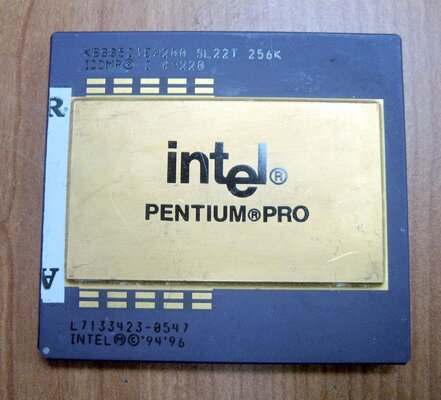 SL22T 256K
intel®
PENTIUM®PRO
L7133423-0547
INTEL Ⓜ © '94 '96
R
A